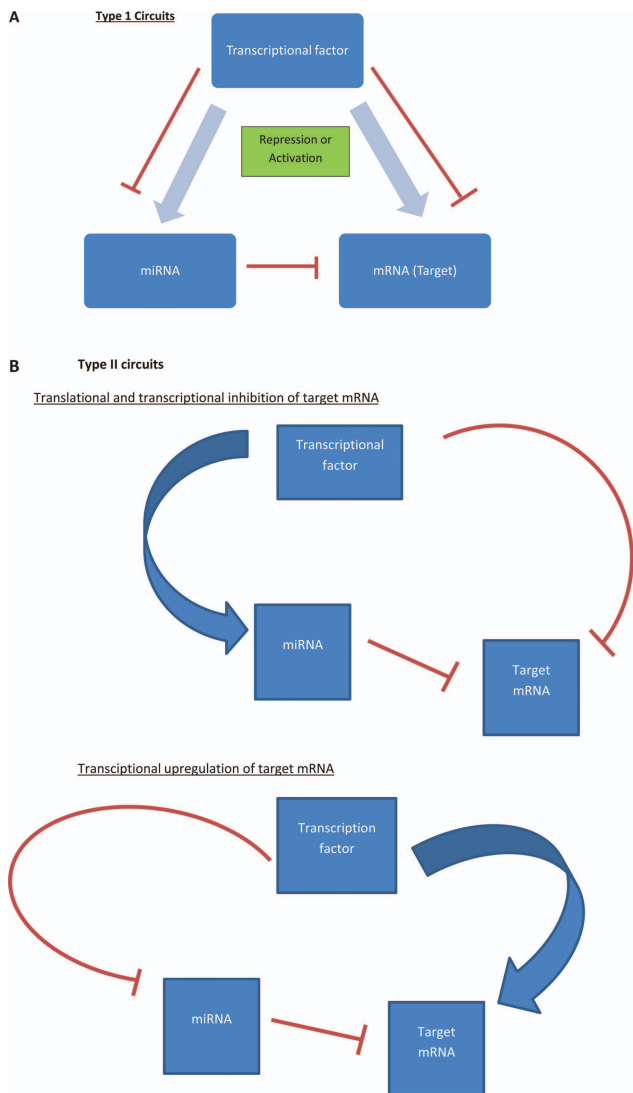 A
Type 1 Circuits
Transcriptional factor
Repression or
Activation
miRNA
mRNA (Target)
B
Type II circuits
Translational and transcriptional inhibition of target mRNA
Transcriptional
factor
miRNA
Target
mRNA
Transciptional upregulation of target mRNA
Transcription
factor
miRNA
Target
mRNA